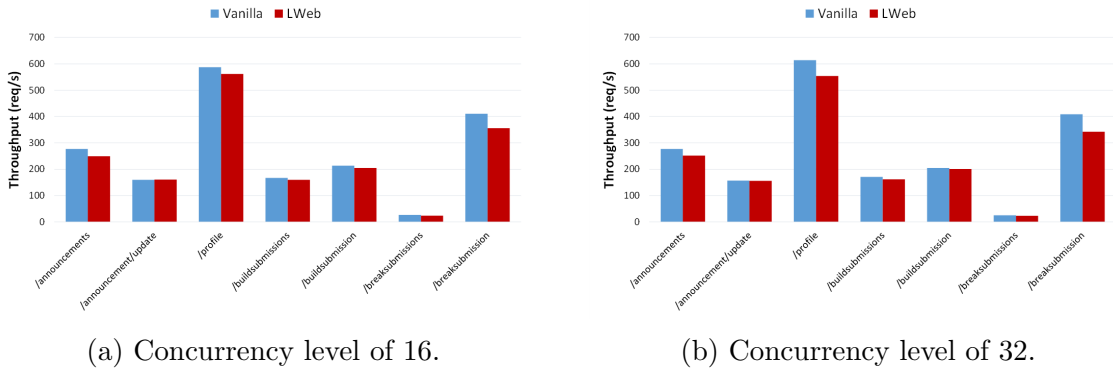 Vanilla LWeb
Throughput (req/s)
700
600
500
400
300
200
100
0
/announcements
/announcement/update
/profile
/buildsubmissions
/buildsubmission
/breaksubmissions
/breaksubmission
(a) Concurrency level of 16.
Vanilla LWeb
Throughput (req/s)
700
600
500
400
300
200
100
0
/announcements
/announcement/update
/profile
/buildsubmissions
/buildsubmission
/breaksubmissions
/breaksubmission
(b) Concurrency level of 32.